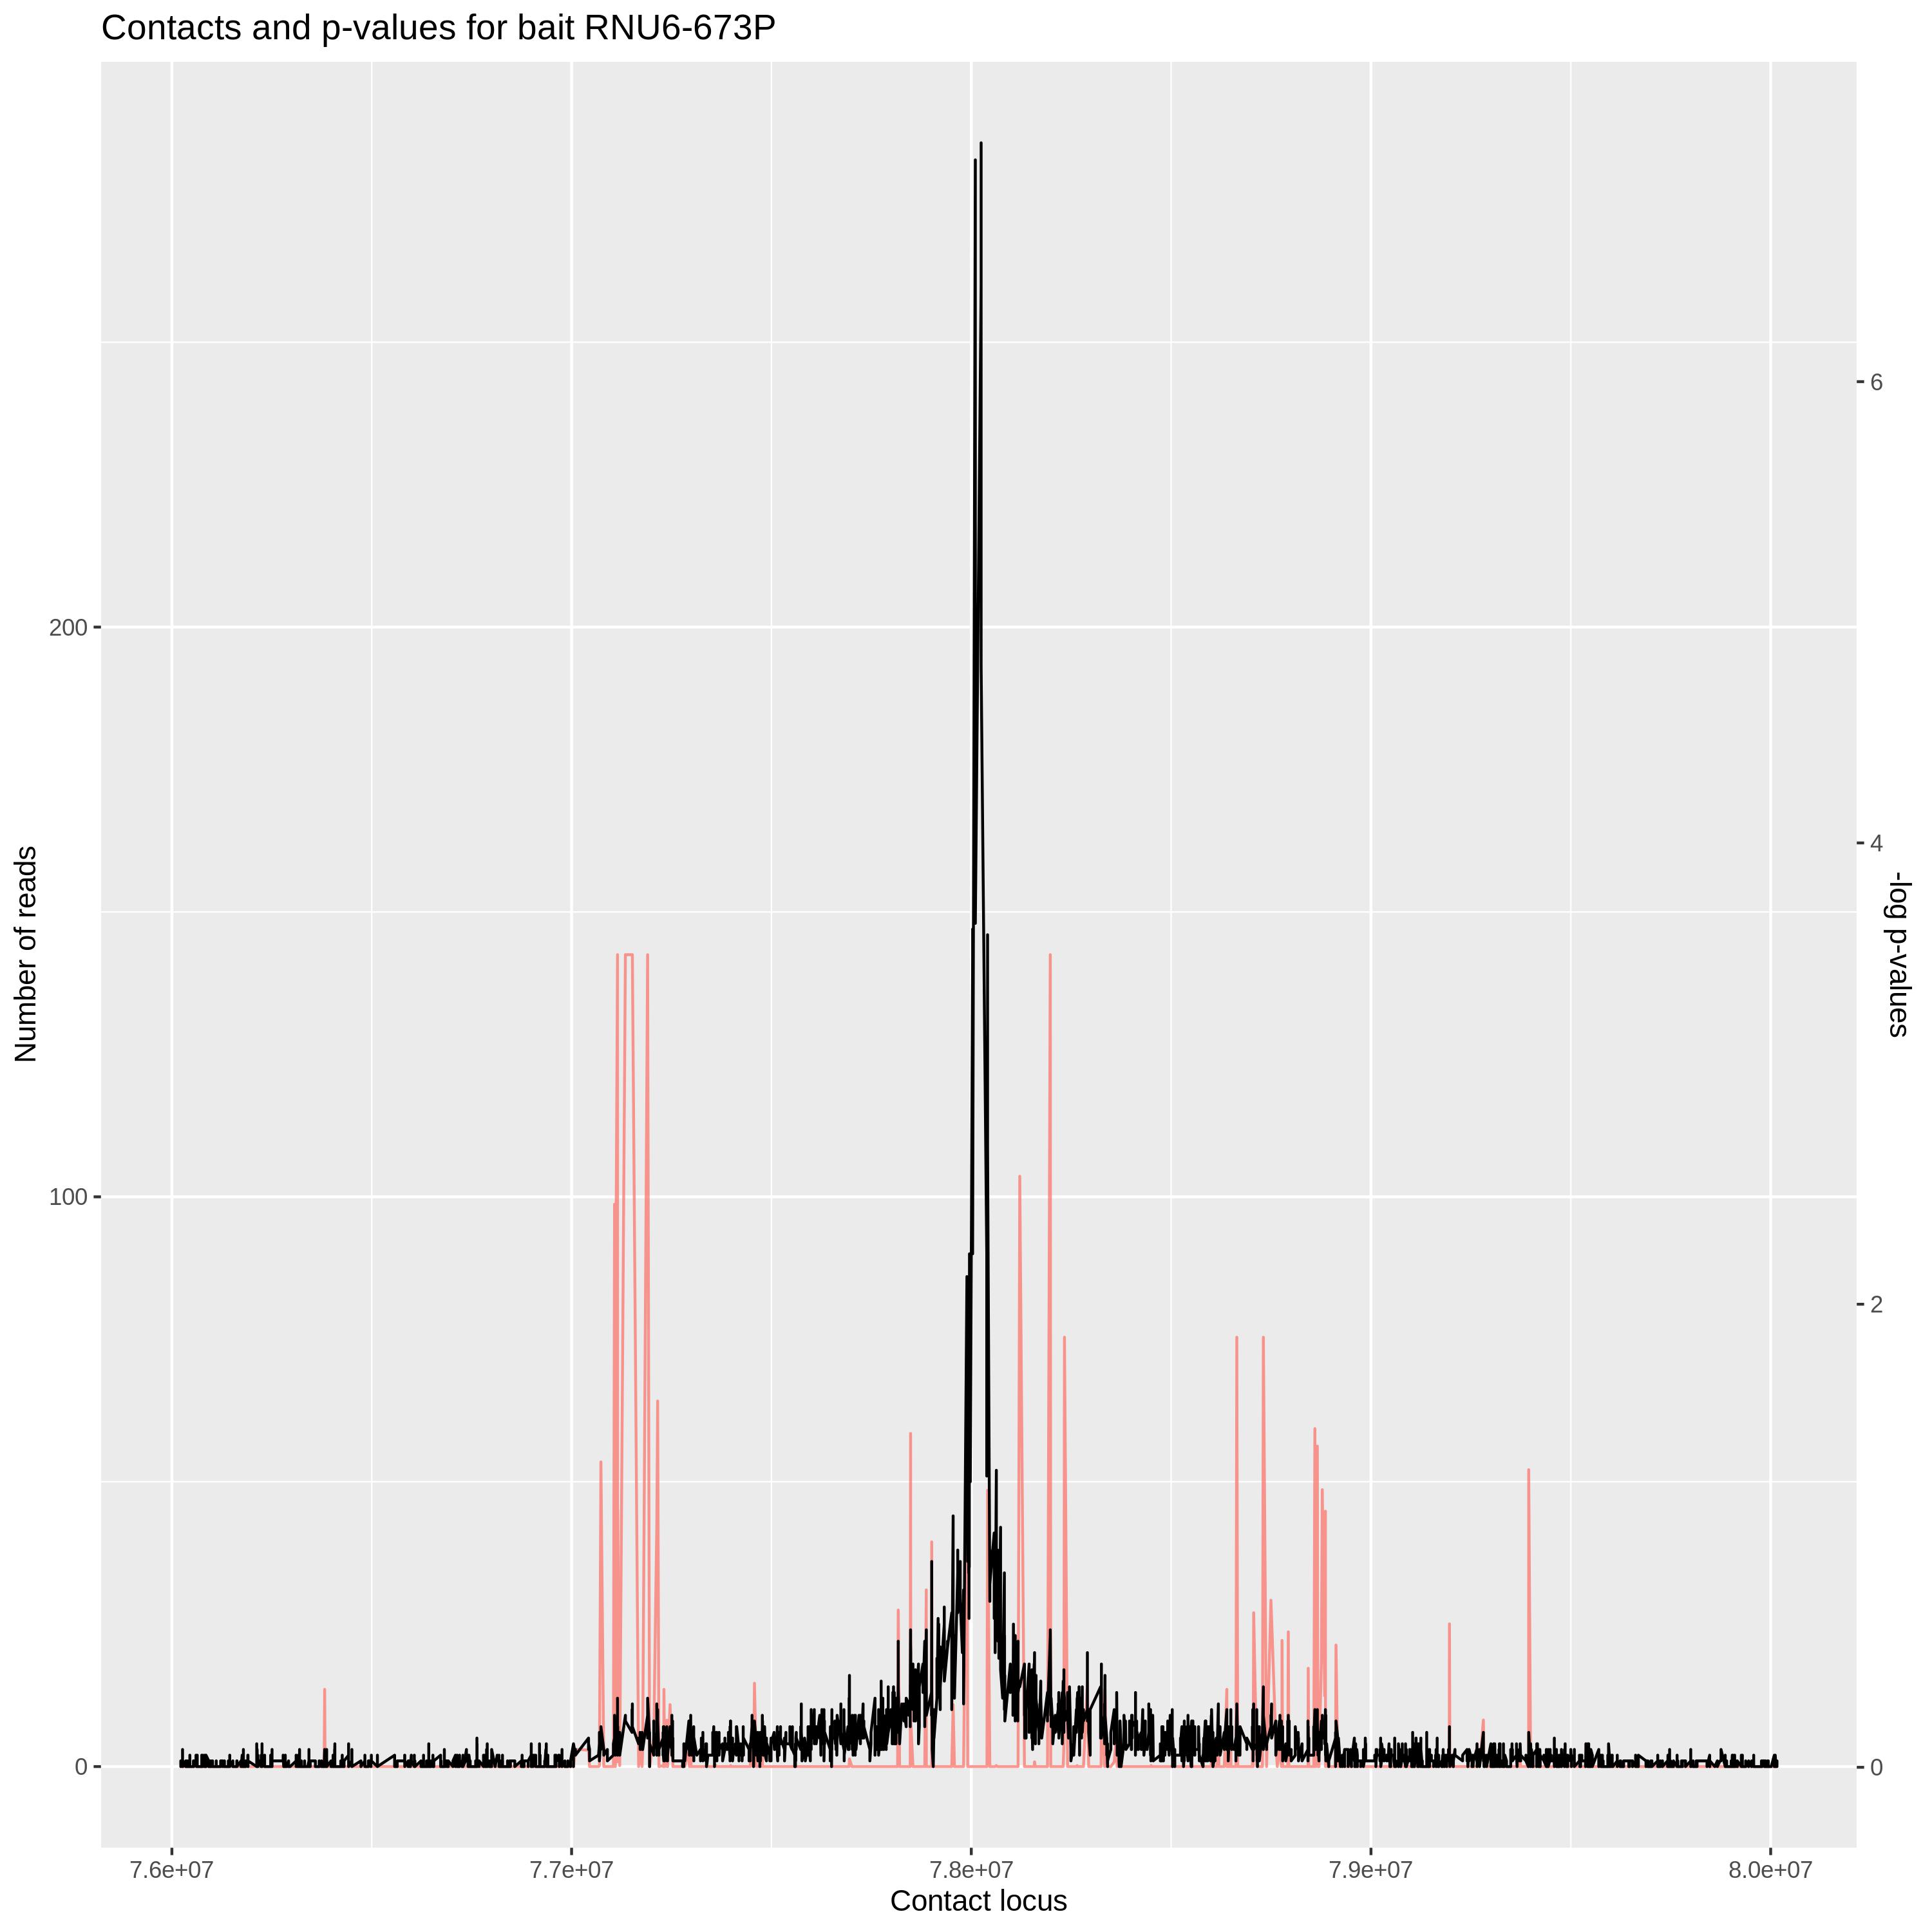 Contacts and p-values for bait RNU6-673P
Number of reads
200
100
0
6
4
2
0
-log p-values
7.6e+07 7.7e+07 7.8e+07 7.9e+07 8.0e+07
Contact locus